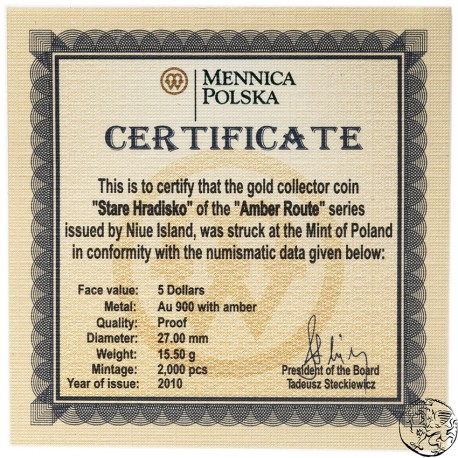 MENNICA
POLSKA
CERTIFICATE
This is to certify that the gold collector coin
"Stare Hradisko" of the "Amber Route" series
issued by Niue Island, was struck at the Mint of Poland
in conformity with the numismatic data given below:
Face value: 5 Dollars
Metal: Au 900 with amber
Quality: Proof
Diameter: 27.00 mm
Weight: 15.50 g
Mintage: 2,000 pcs
Year of issue: 2010
President of the Board
Tadeusz Steckiewicz